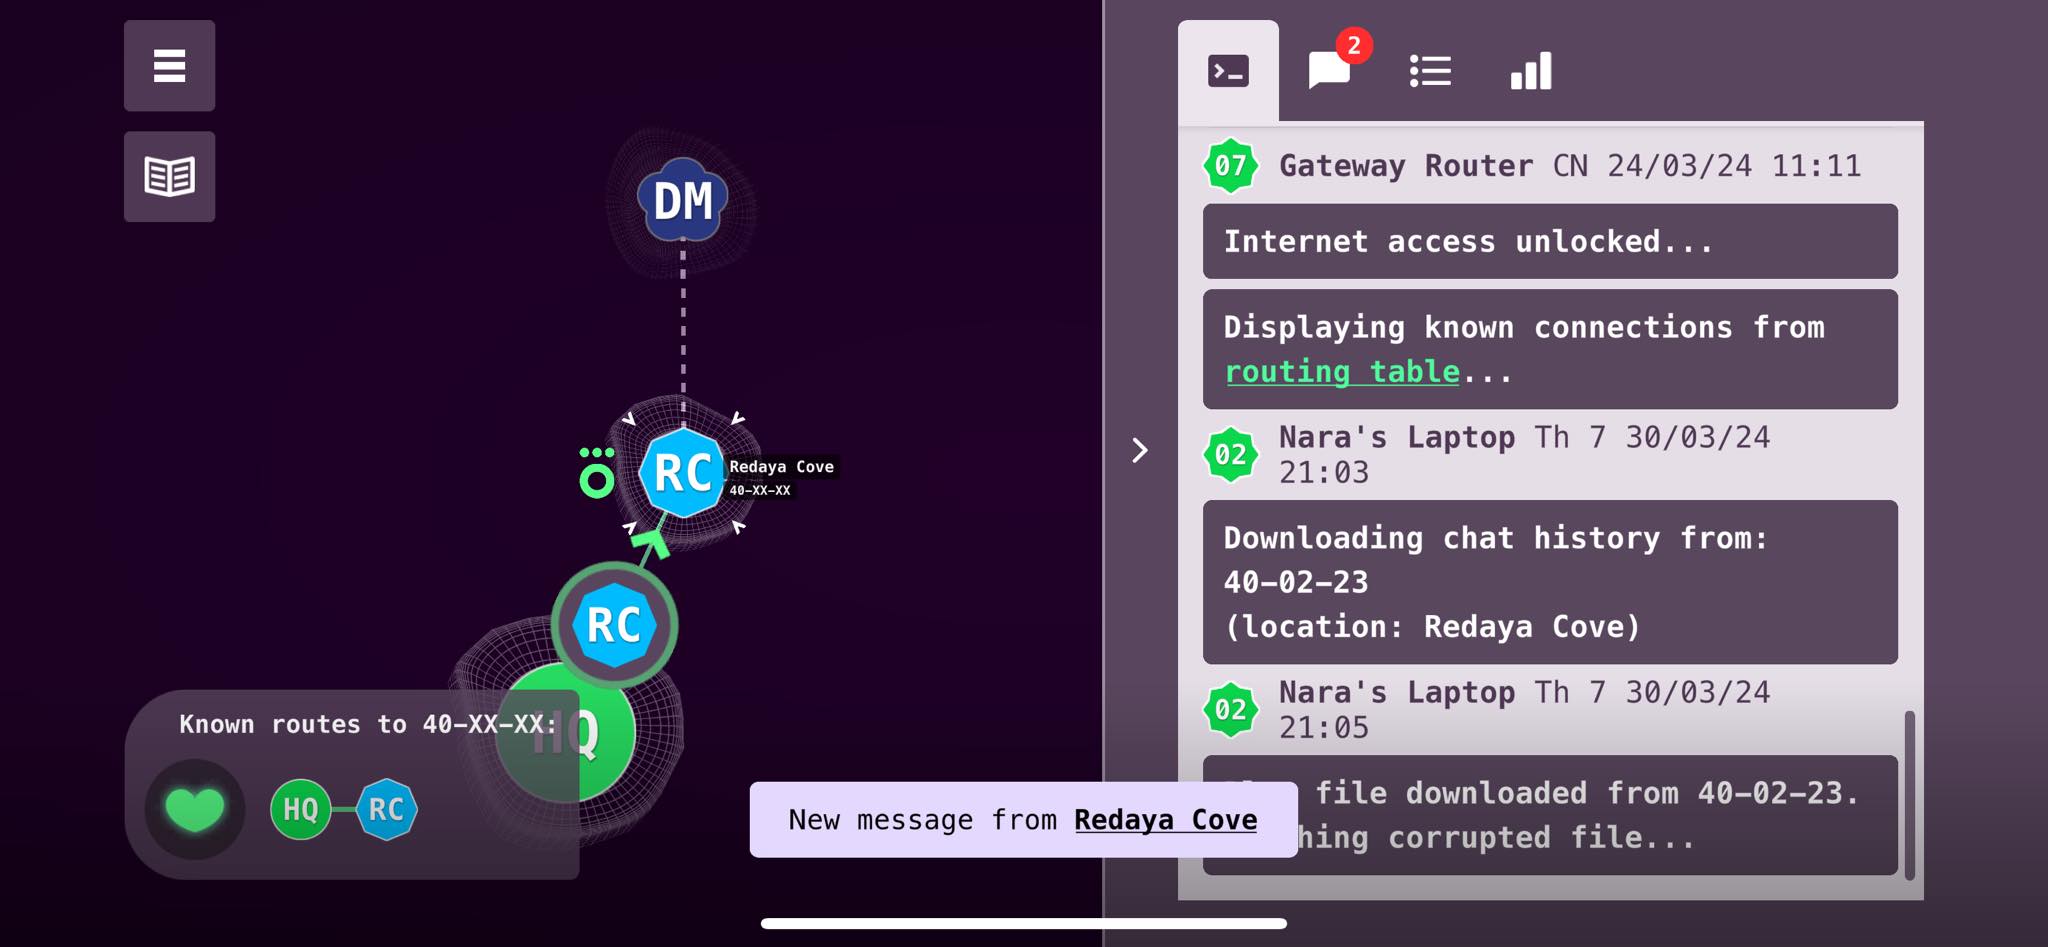 DM
RC
Redaya Cove
40-XX-XX
RC
HQ
Known routes to 40-XX-XX:
HQ
RC
2
07 Gateway Router CN 24/03/24 11:11
Internet access unlocked...
Displaying known connections from
routing table...
02 Nara's Laptop Th 7 30/03/24
21:03
Downloading chat history from:
40-02-23
(location: Redaya Cove)
02 Nara's Laptop Th 7 30/03/24
21:05
file downloaded from 40-02-23.
corrupted file...
New message from Redaya Cove